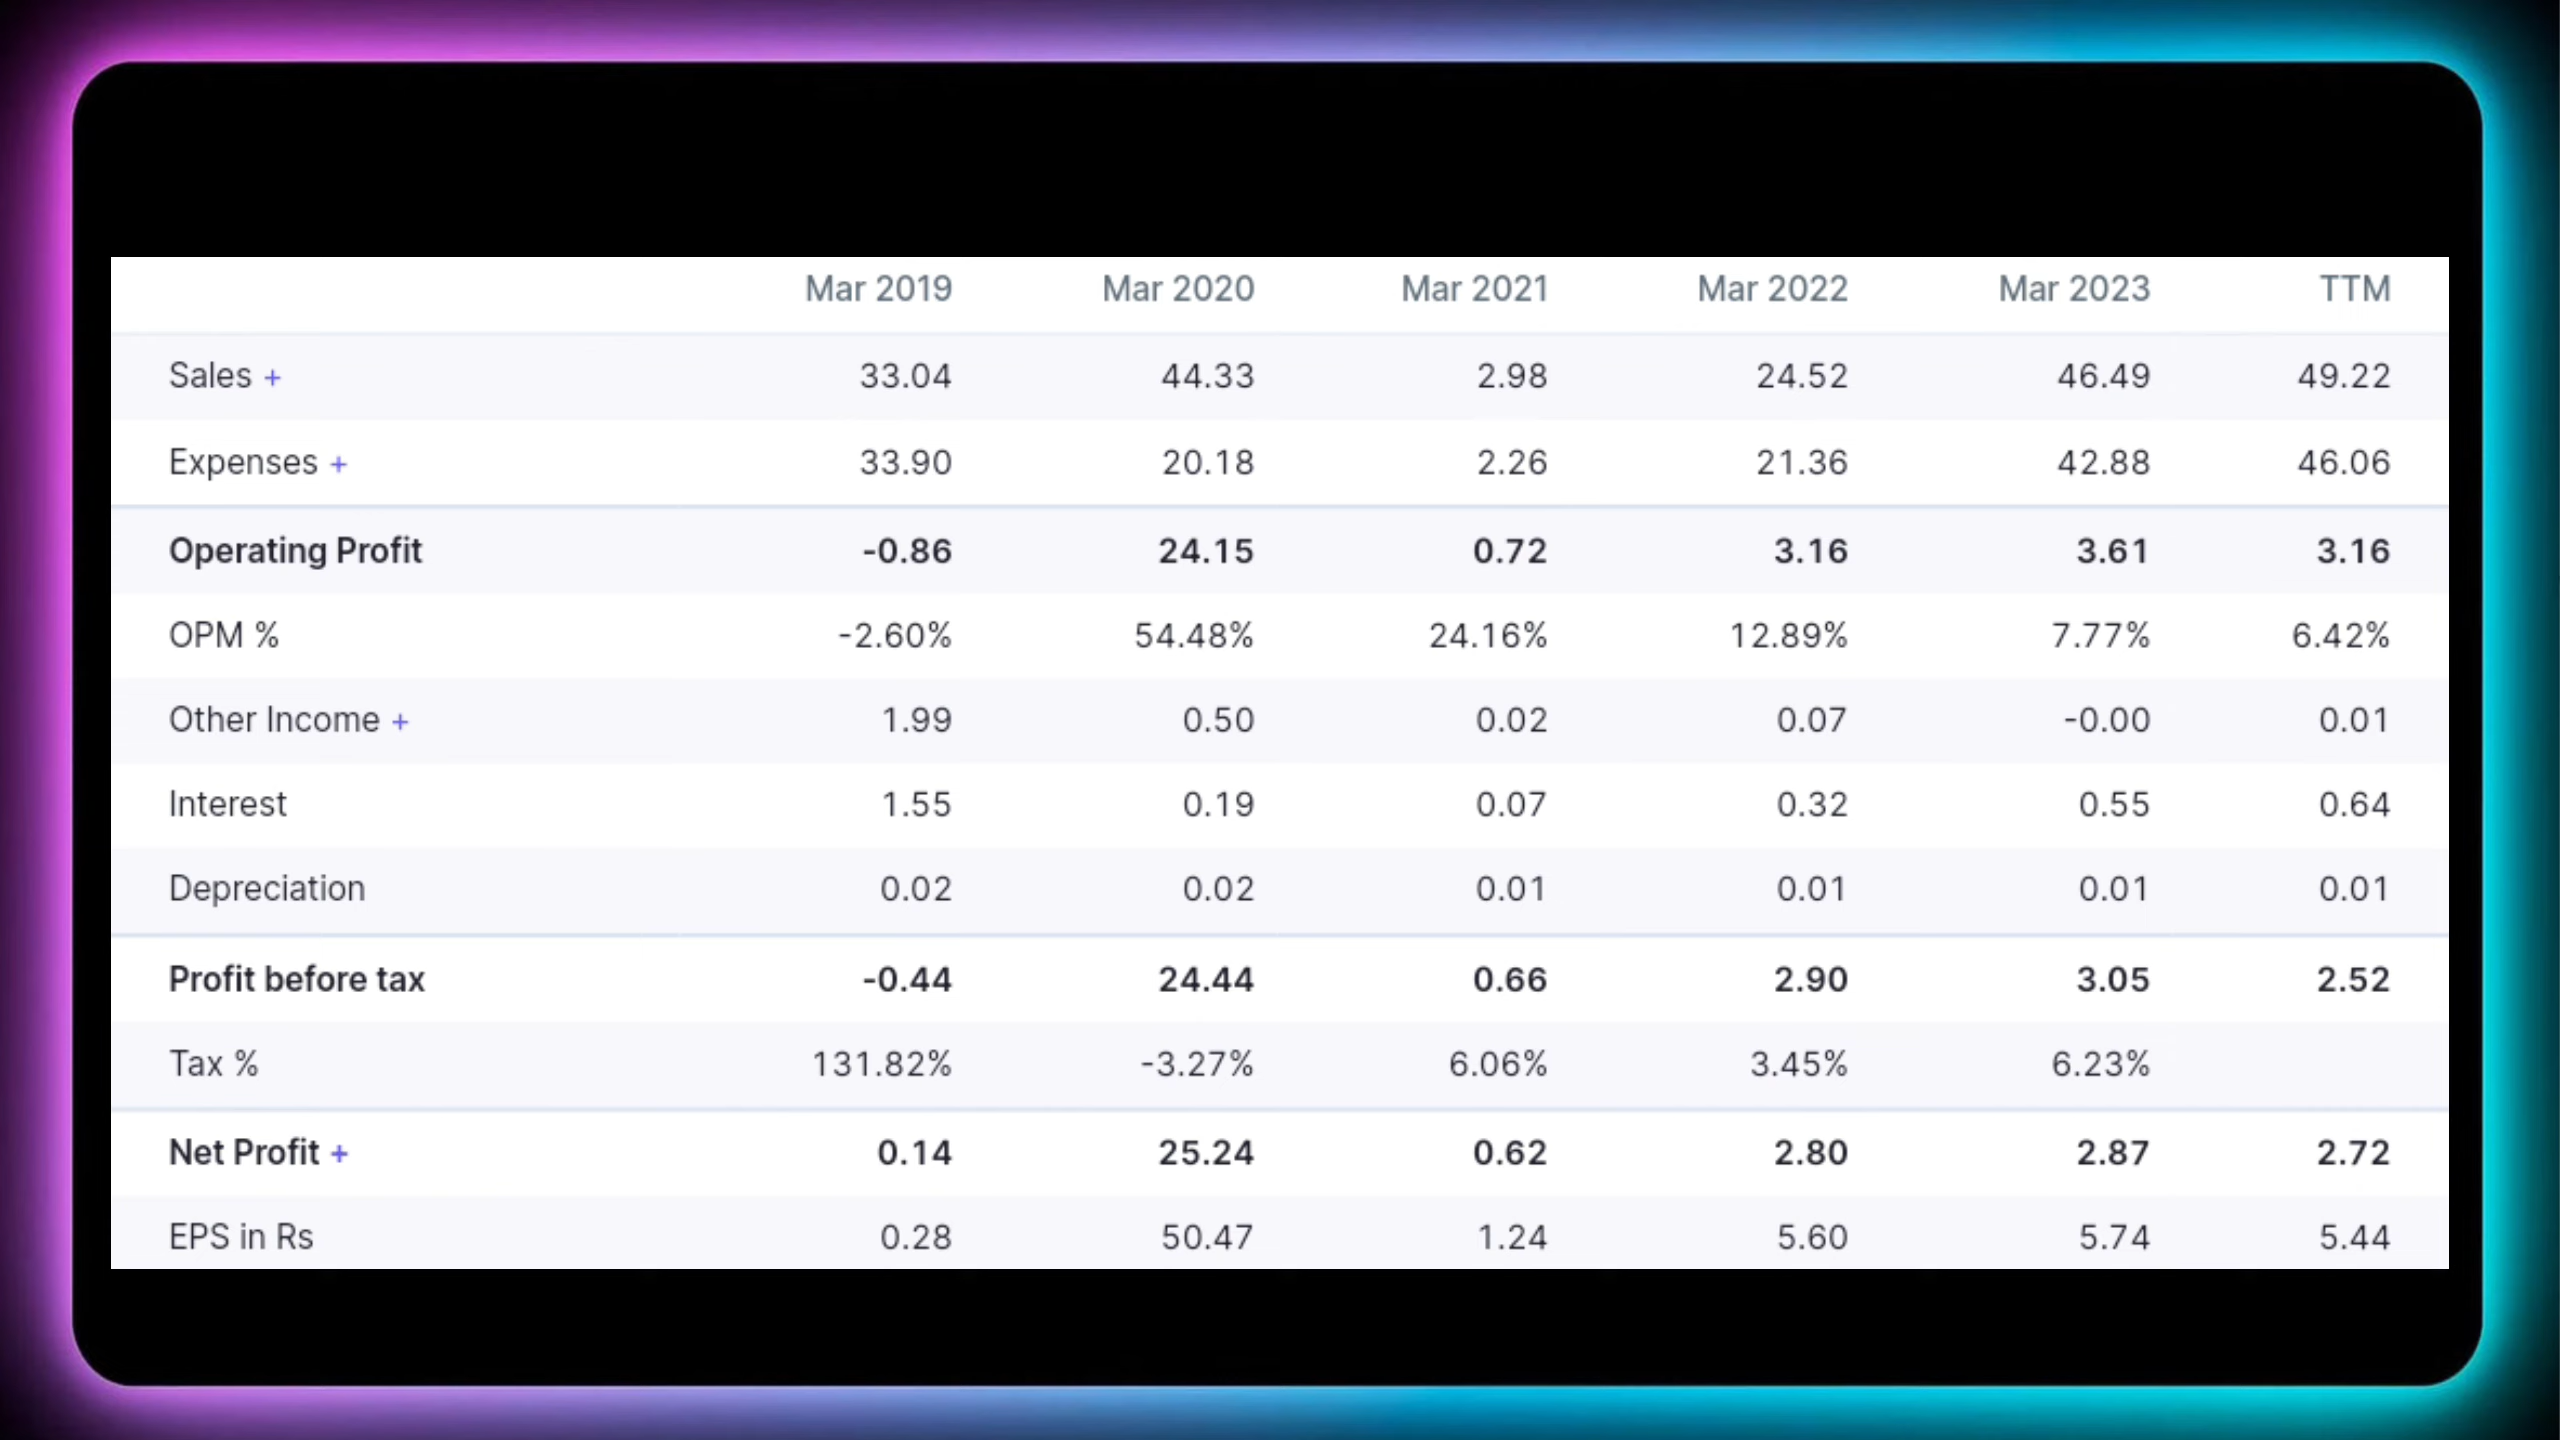 Mar 2019 Mar 2020 Mar 2021 Mar 2022 Mar 2023 TTM
Sales + 33.04 44.33 2.98 24.52 46.49 49.22
Expenses + 33.90 20.18 2.26 21.36 42.88 46.06
Operating Profit -0.86 24.15 0.72 3.16 3.61 3.16
OPM % -2.60% 54.48% 24.16% 12.89% 7.77% 6.42%
Other Income + 1.99 0.50 0.02 0.07 -0.00 0.01
Interest 1.55 0.19 0.07 0.32 0.55 0.64
Depreciation 0.02 0.02 0.01 0.01 0.01 0.01
Profit before tax -0.44 24.44 0.66 2.90 3.05 2.52
Tax % 131.82% -3.27% 6.06% 3.45% 6.23%
Net Profit + 0.14 25.24 0.62 2.80 2.87 2.72
EPS in Rs 0.28 50.47 1.24 5.60 5.74 5.44